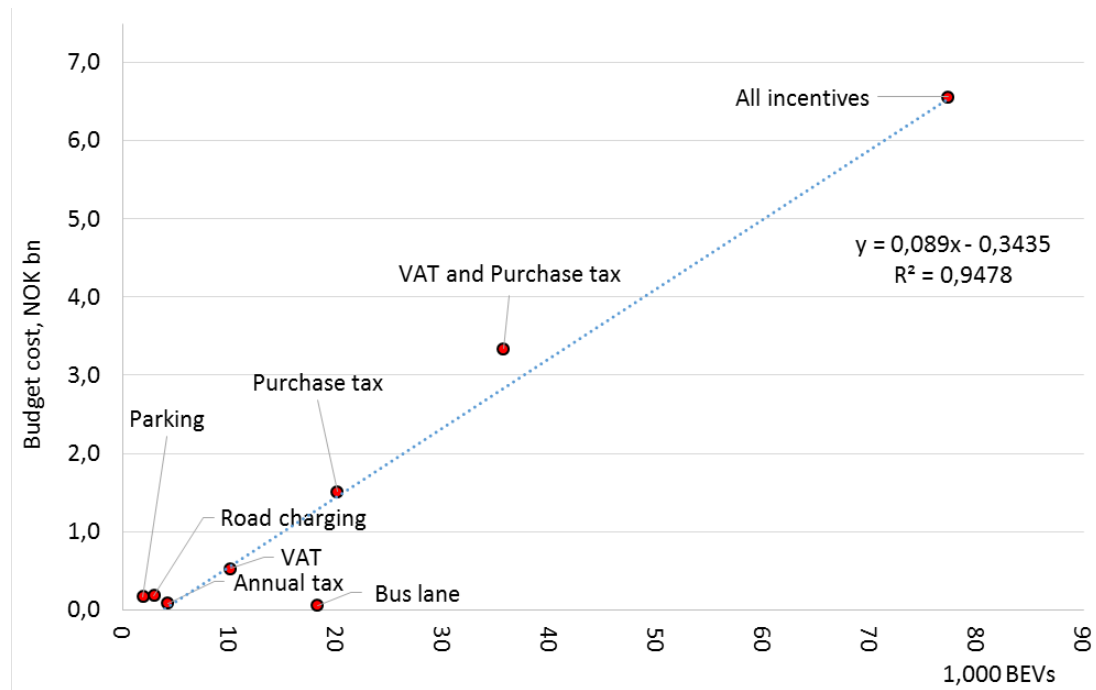 7,0
6,0
5,0
4,0
3,0
2,0
1,0
0,0
Budget cost, NOK bn
All incentives
y = 0,089x - 0,3435
R² = 0,9478
VAT and Purchase tax
Purchase tax
Parking
Road charging
VAT
Annual tax
Bus lane
0
10
20
30
40
50
60
70
80
90
1,000 BEVs